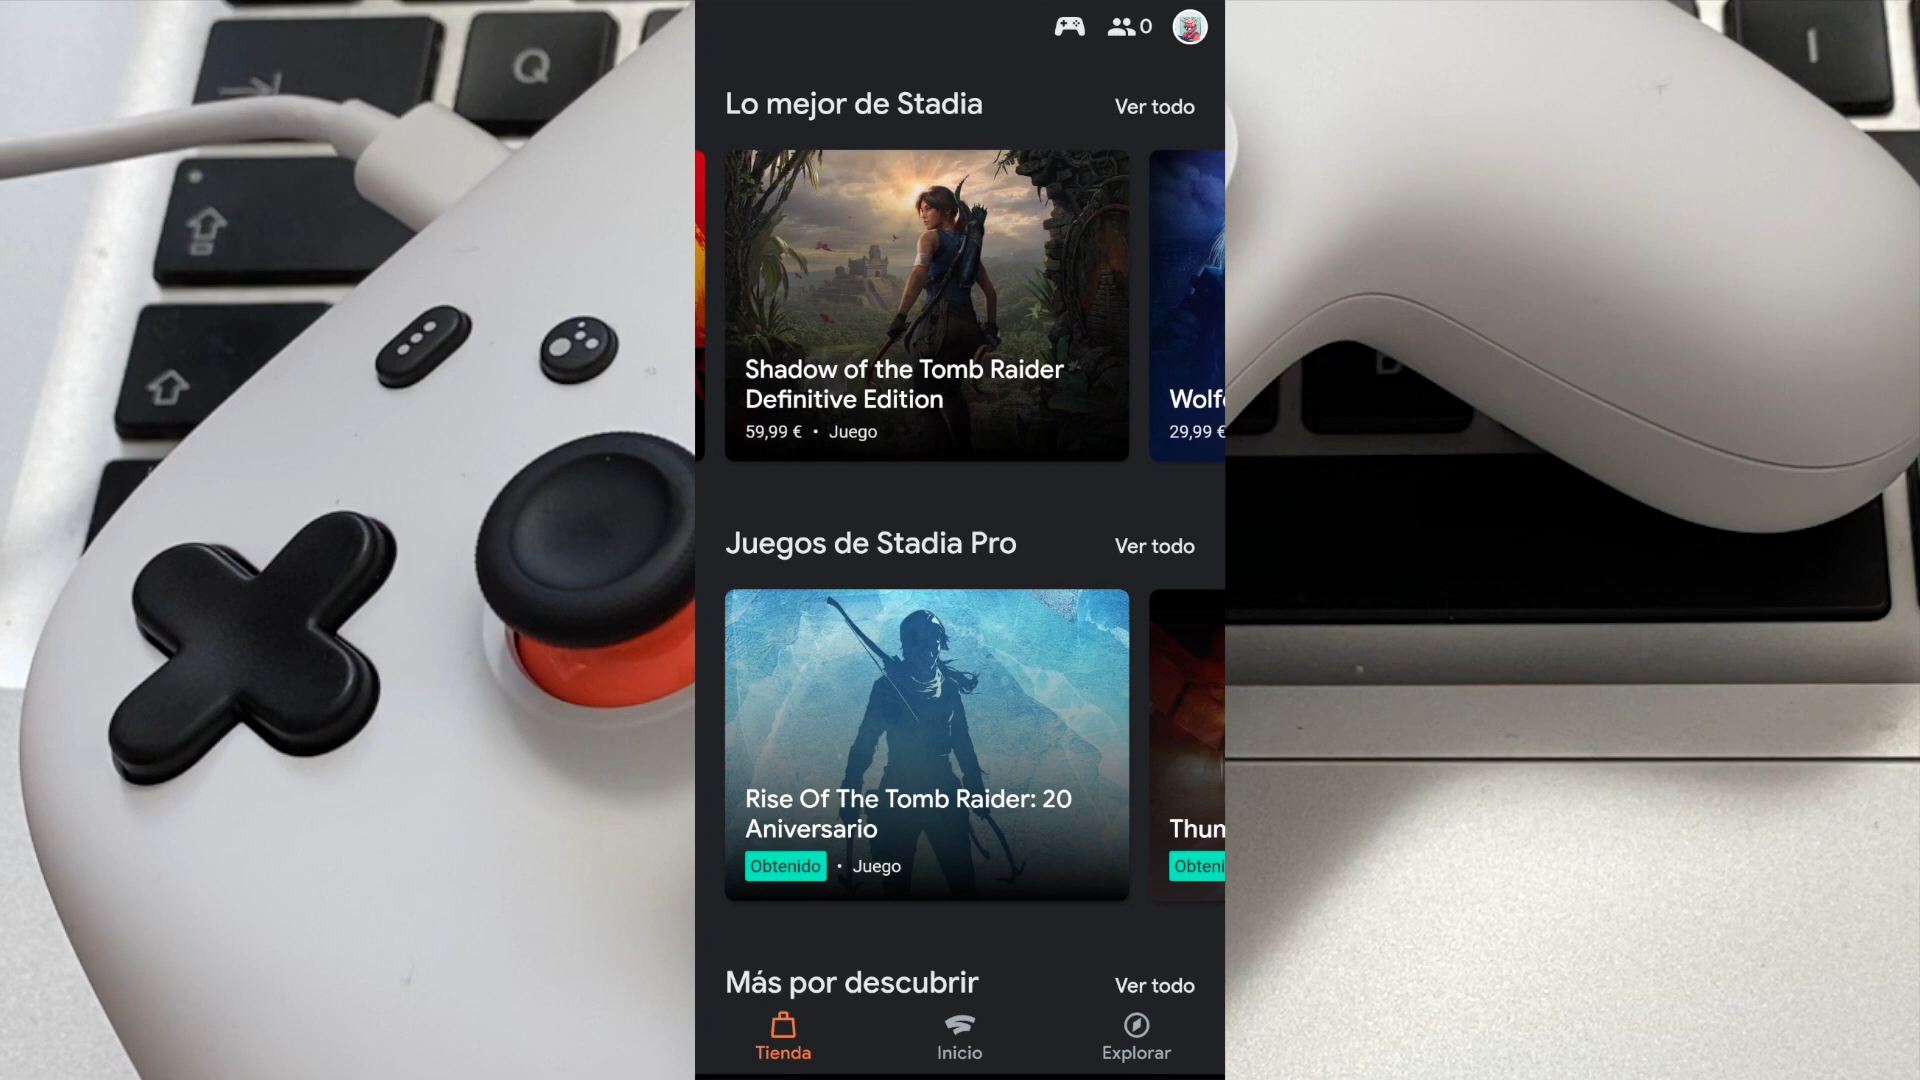 Q
I
0
Lo mejor de Stadia
Ver todo
Shadow of the Tomb Raider
Definitive Edition
59,99 € • Juego
Wolf
29,99 €
Juegos de Stadia Pro
Ver todo
Rise Of The Tomb Raider: 20
Aniversario
Obtenido • Juego
Thun
Obteni
Más por descubrir
Ver todo
Tienda
Inicio
Explorar